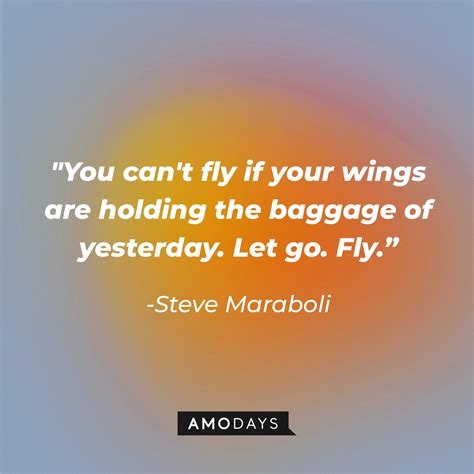 "You can't fly if your wings
are holding the baggage of
yesterday. Let go. Fly.”
-Steve Maraboli
AMODAYS